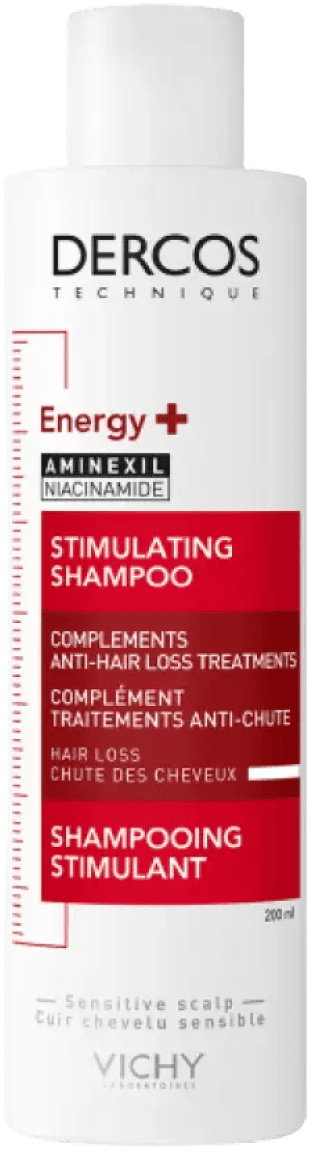 DERCOS
TECHNIQUE
Energy +
AMINEXIL
NIACINAMIDE
STIMULATING
SHAMPOO
COMPLEMENTS
ANTI-HAIR LOSS TREATMENTS
COMPLÉMENT
TRAITEMENTS ANTI-CHUTE
HAIR LOSS
CHUTE DES CHEVEUX
SHAMPOOING
STIMULANT
200 ml
Sensitive scalp
Cuir chevelu sensible
VICHY
LABORATOIRES